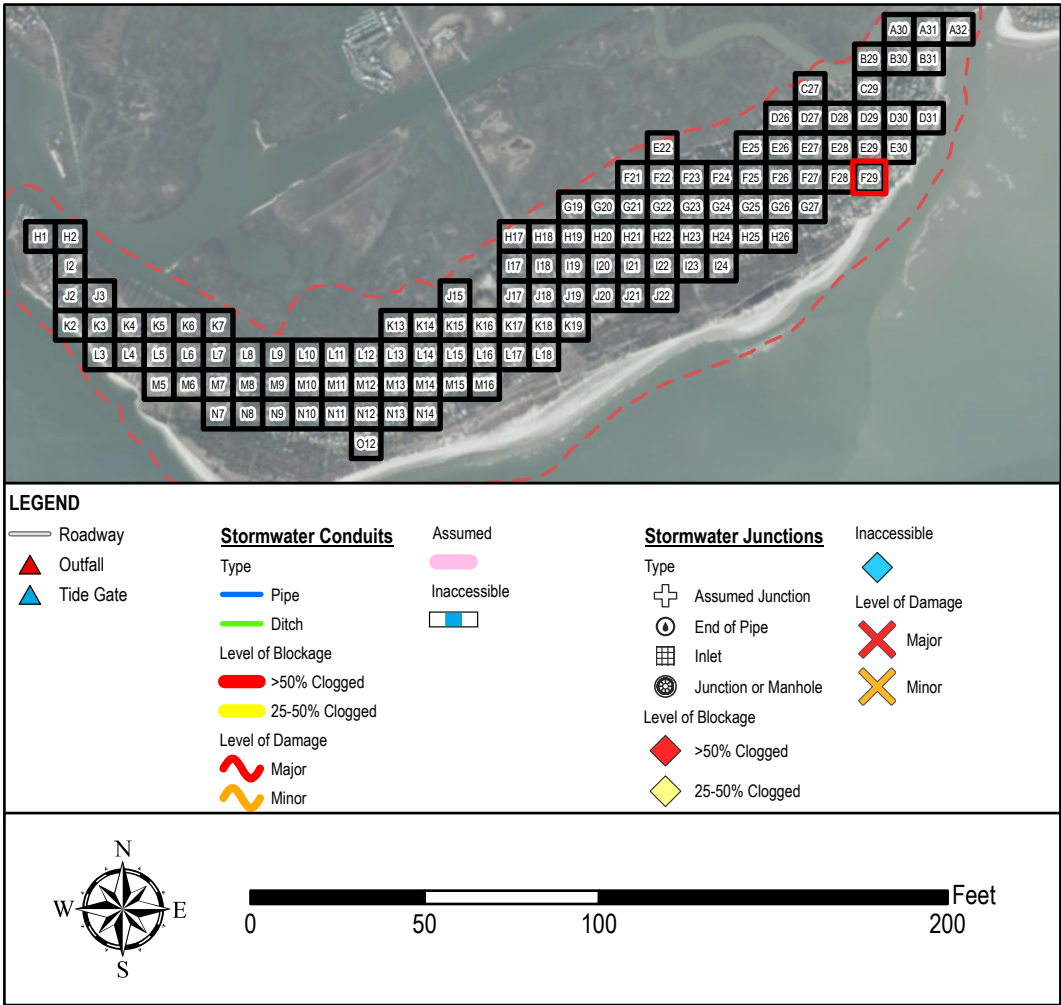 A30 A31 A32
B29 B30 B31
C27 C29
D26 D27 D28 D29 D30 D31
E22 E25 E26 E27 E28 E29 E30
F21 F22 F23 F24 F25 F26 F27 F28 F29
G19 G20 G21 G22 G23 G24 G25 G26 G27
H1 H2 H17 H18 H19 H20 H21 H22 H23 H24 H25 H26
I2 I17 I18 I19 I20 I21 I22 I23 I24
J2 J3 J15 J17 J18 J19 J20 J21 J22
K2 K3 K4 K5 K6 K7 K13 K14 K15 K16 K17 K18 K19
L3 L4 L5 L6 L7 L8 L9 L10 L11 L12 L13 L14 L15 L16 L17 L18
M5 M6 M7 M8 M9 M10 M11 M12 M13 M14 M15 M16
N7 N8 N9 N10 N11 N12 N13 N14
O12
LEGEND
Roadway
Outfall
Tide Gate
Stormwater Conduits
Type
Pipe
Ditch
Level of Blockage
>50% Clogged
25-50% Clogged
Level of Damage
Major
Minor
Assumed
Inaccessible
Stormwater Junctions
Type
Assumed Junction
End of Pipe
Inlet
Junction or Manhole
Level of Blockage
>50% Clogged
25-50% Clogged
Inaccessible
Level of Damage
Major
Minor
N
W E
S
Feet
0 50 100 200